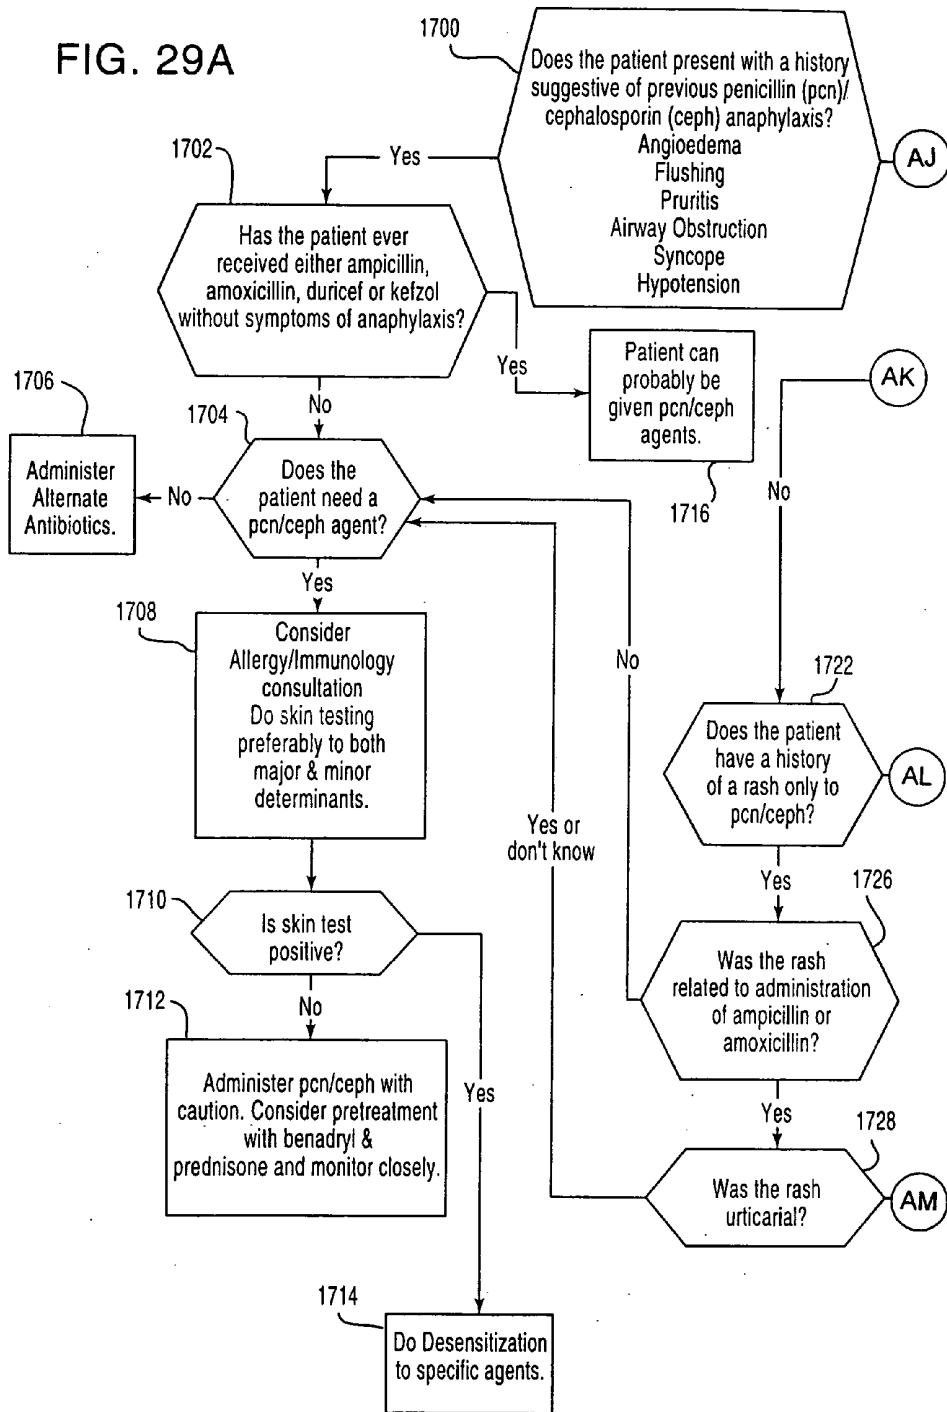 FIG. 29A
1700
Does the patient present with a history
suggestive of previous penicillin (pcn)/
cephalosporin (ceph) anaphylaxis?
Angioedema
Flushing
Pruritis
Airway Obstruction
Syncope
Hypotension
AJ
Yes
1702
Has the patient ever
received either ampicillin,
amoxicillin, duricef or kefzol
without symptoms of anaphylaxis?
Yes
Patient can
probably be
given pcn/ceph
agents.
1716
AK
No
No
1704
Does the
patient need a
pcn/ceph agent?
1706
Administer
Alternate
Antibiotics.
No
Yes
1708
Consider
Allergy/Immunology
consultation
Do skin testing
preferably to both
major & minor
determinants.
No
Yes or
don't know
1722
Does the patient
have a history
of a rash only to
pcn/ceph?
AL
Yes
1710
Is skin test
positive?
1726
Was the rash
related to administration
of ampicillin or
amoxicillin?
No
1712
Administer pcn/ceph with
caution. Consider pretreatment
with benadryl &
prednisone and monitor closely.
Yes
Yes
1728
Was the rash
urticarial?
AM
1714
Do Desensitization
to specific agents.